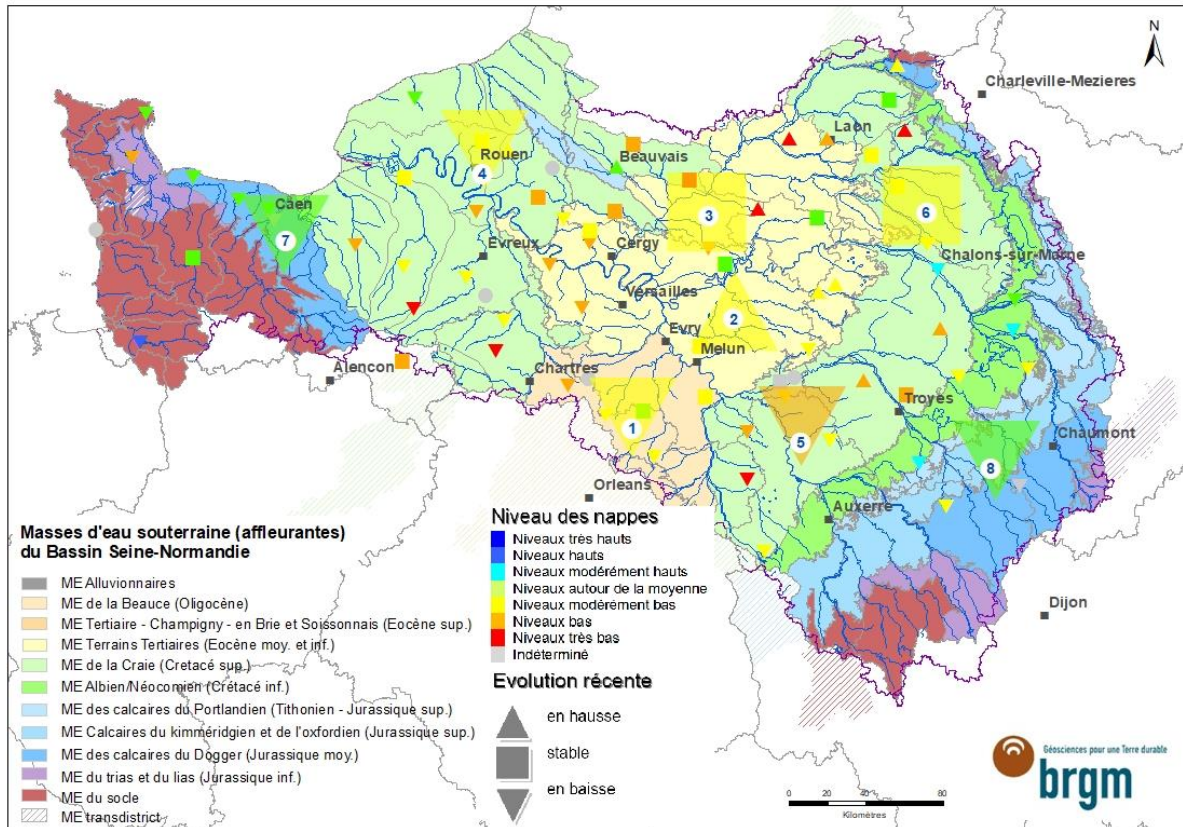 N
Charleville-Mezieres
Laon
Beauvais
Rouen
4
3
6
Caen
7
Evreux
Cergy
Chalons-sur-Marne
Versailles
2
Evry
Melun
Alencon
Chartres
Troyes
1
5
8
Chaumont
Orleans
Auxerre
Dijon
Masses d'eau souterraine (affleurantes)
du Bassin Seine-Normandie
ME Alluvionnaires
ME de la Beauce (Oligocène)
ME Tertiaire - Champigny - en Brie et Soissonnais (Eocène sup.)
ME Terrains Tertiaires (Eocène moy. et inf.)
ME de la Craie (Cretacé sup.)
ME Albien/Néocomien (Crétacé inf.)
ME des calcaires du Portlandien (Tithonien - Jurassique sup.)
ME Calcaires du kimméridgien et de l'oxfordien (Jurassique sup.)
ME des calcaires du Dogger (Jurassique moy.)
ME du trias et du lias (Jurassique inf.)
ME du socle
ME transdistrict
Niveau des nappes
Niveaux très hauts
Niveaux hauts
Niveaux modérément hauts
Niveaux autour de la moyenne
Niveaux modérément bas
Niveaux bas
Niveaux très bas
Indéterminé
Evolution récente
en hausse
stable
en baisse
0 20 40 80
Kilomètres
Géosciences pour une Terre durable
brgm